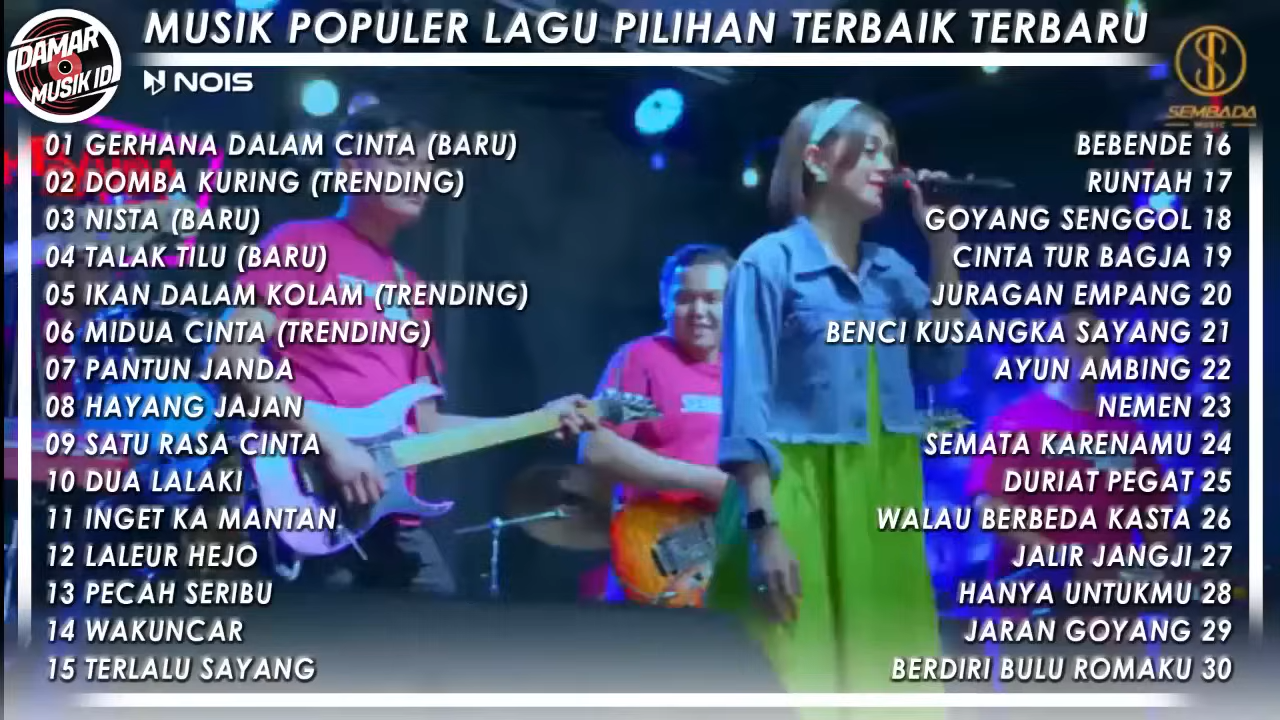 DAMAR
MUSIK ID
MUSIK POPULER LAGU PILIHAN TERBAIK TERBARU
NOIS
SEMBADA
MUSIC
01 GERHANA DALAM CINTA (BARU)
02 DOMBA KURING (TRENDING)
03 NISTA (BARU)
04 TALAK TILU (BARU)
05 IKAN DALAM KOLAM (TRENDING)
06 MIDUA CINTA (TRENDING)
07 PANTUN JANDA
08 HAYANG JAJAN
09 SATU RASA CINTA
10 DUA LALAKI
11 INGET KA MANTAN
12 LALEUR HEJO
13 PECAH SERIBU
14 WAKUNCAR
15 TERLALU SAYANG
BEBENDE 16
RUNTAH 17
GOYANG SENGGOL 18
CINTA TUR BAGJA 19
JURAGAN EMPANG 20
BENCI KUSANGKA SAYANG 21
AYUN AMBING 22
NEMEN 23
SEMATA KARENAMU 24
DURIAT PEGAT 25
WALAU BERBEDA KASTA 26
JALIR JANGJI 27
HANYA UNTUKMU 28
JARAN GOYANG 29
BERDIRI BULU ROMAKU 30